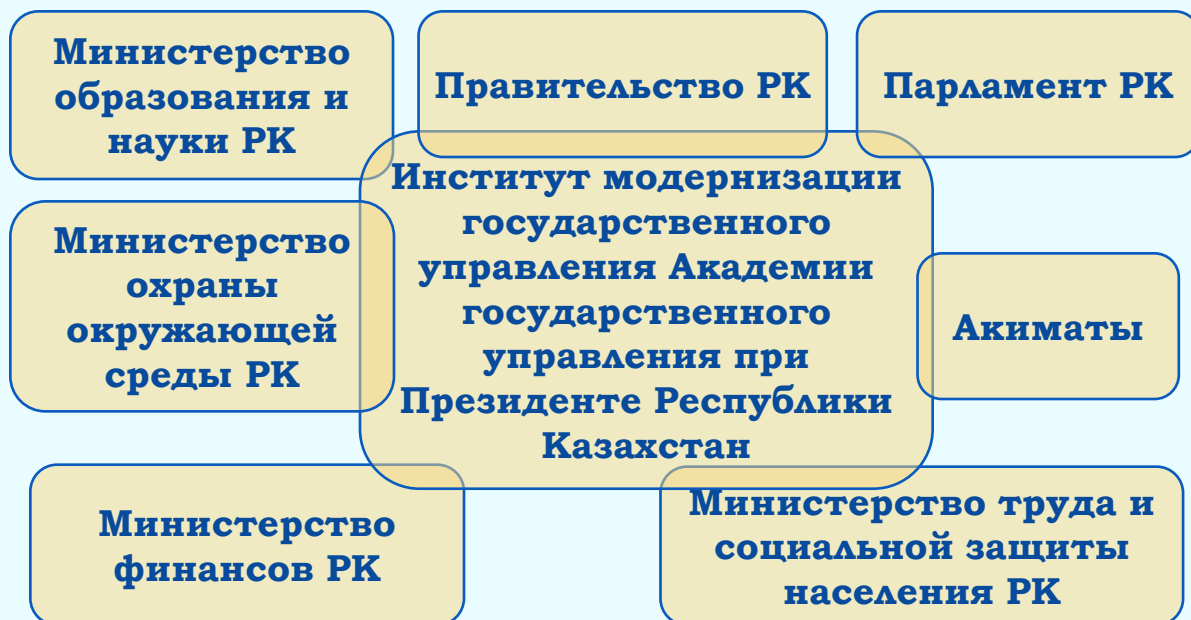 Министерство
образования и
науки РК
Правительство РК
Парламент РК
Институт модернизации
государственного
управления Академии
государственного
управления при
Президенте Республики
Казахстан
Министерство
охраны
окружающей
среды РК
Акиматы
Министерство
финансов РК
Министерство труда и
социальной защиты
населения РК